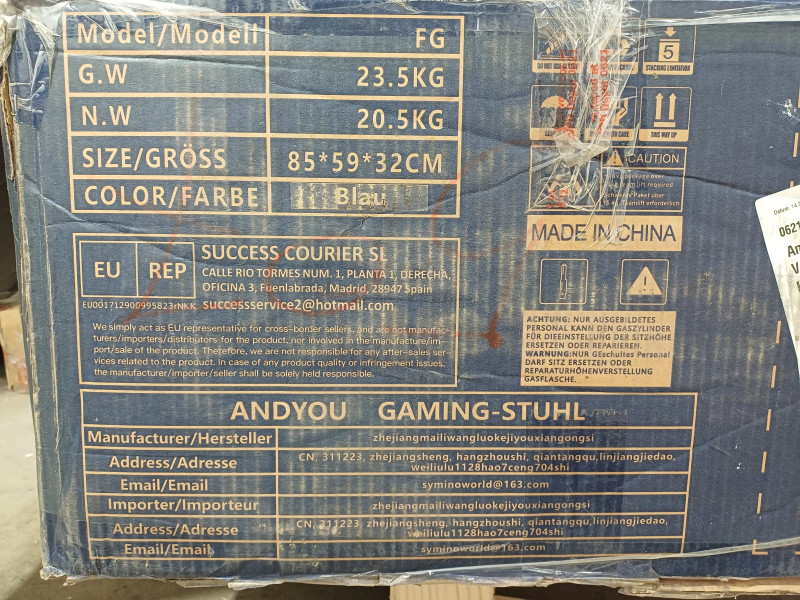 Model/Modell FG
G.W 23.5KG
N.W 20.5KG
SIZE/GRÖSS 85*59*32CM
COLOR/FARBE Blau
5
STACKING LIMITATION
THIS WAY UP
CAUTION
MADE IN CHINA
EU REP
SUCCESS COURIER SL
CALLE RIO TORMES NUM. 1, PLANTA 1, DERECHA,
OFICINA 3, Fuenlabrada, Madrid, 28947 Spain
EU001712900995823rNKK successservice2@hotmail.com
We simply act as EU representative for cross-border sellers, and are not manufac-
turers/importers/distributors for the product, nor involved in the manufacture/im-
port/sale of the product. Therefore, we are not responsible for any after-sales ser-
vices related to the product. In case of any product quality or infringement issues,
the manufacturer/importer/seller shall be solely held responsible.
ACHTUNG: NUR AUSGEBILDETES
PERSONAL KANN DEN GASZYLINDER
FÜR DIEEINSTELLUNG DER SITZHÖHE
ERSETZEN ODER REPARIEREN.
WARNUNG:NUR GEschultes Personal
DARF SITZ ERSETZEN ODER
REPARATURHÖHENVERSTELLUNG
GASFLASCHE.
ANDYOU GAMING-STUHL
Manufacturer/Hersteller zhejiangmailiwangluokejiyouxiangongsi
Address/Adresse CN, 311223, zhejiangsheng, hangzhoushi, qiantangqu,linjiangjiedao,
weiliulu1128hao7ceng704shi
Email/Email syminoworld@163.com
Importer/Importeur zhejiangmailiwangluokejiyouxiangongsi
Address/Adresse CN, 311223, zhejiangsheng, hangzhoushi, qiantangqu,linjiangjiedao,
weiliulu1128hao7ceng704shi
Email/Email syminoworld@163.com
0621